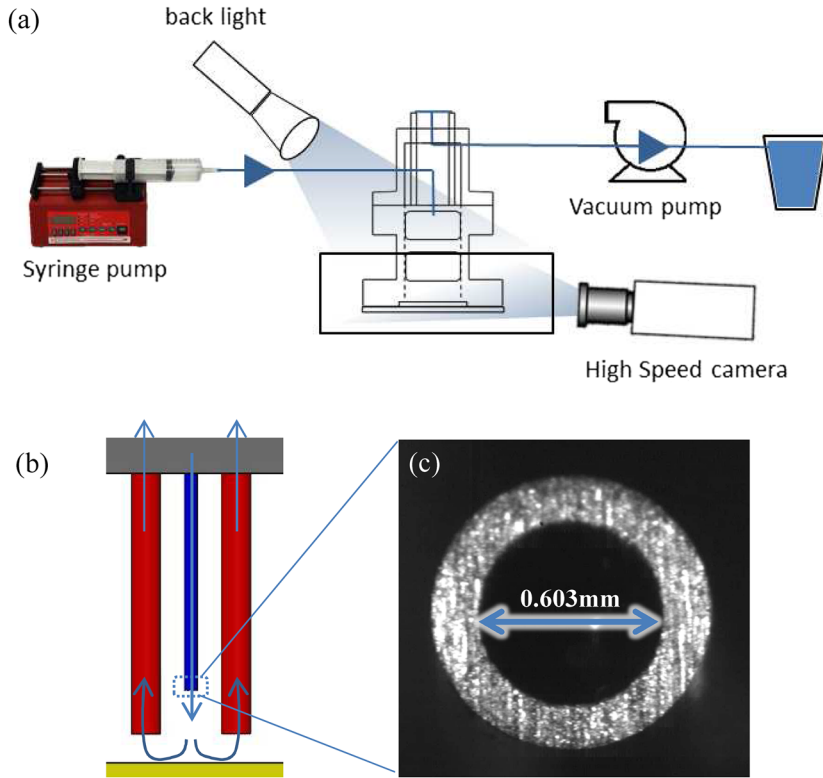 (a)
back light
Syringe pump
Vacuum pump
High Speed camera
(b)
(c)
0.603mm